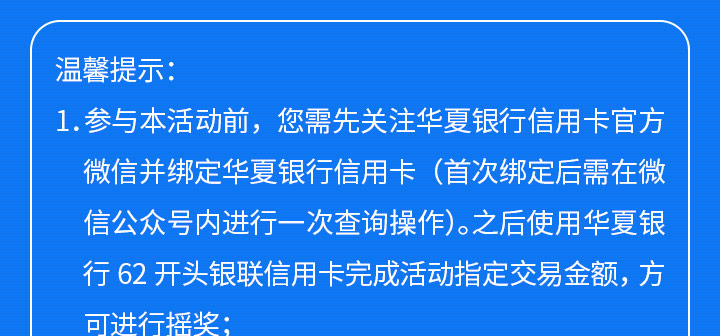 温馨提示：
1. 参与本活动前，您需先关注华夏银行信用卡官方
微信并绑定华夏银行信用卡（首次绑定后需在微
信公众号内进行一次查询操作）。之后使用华夏银
行 62 开头银联信用卡完成活动指定交易金额，方
可进行摇奖；